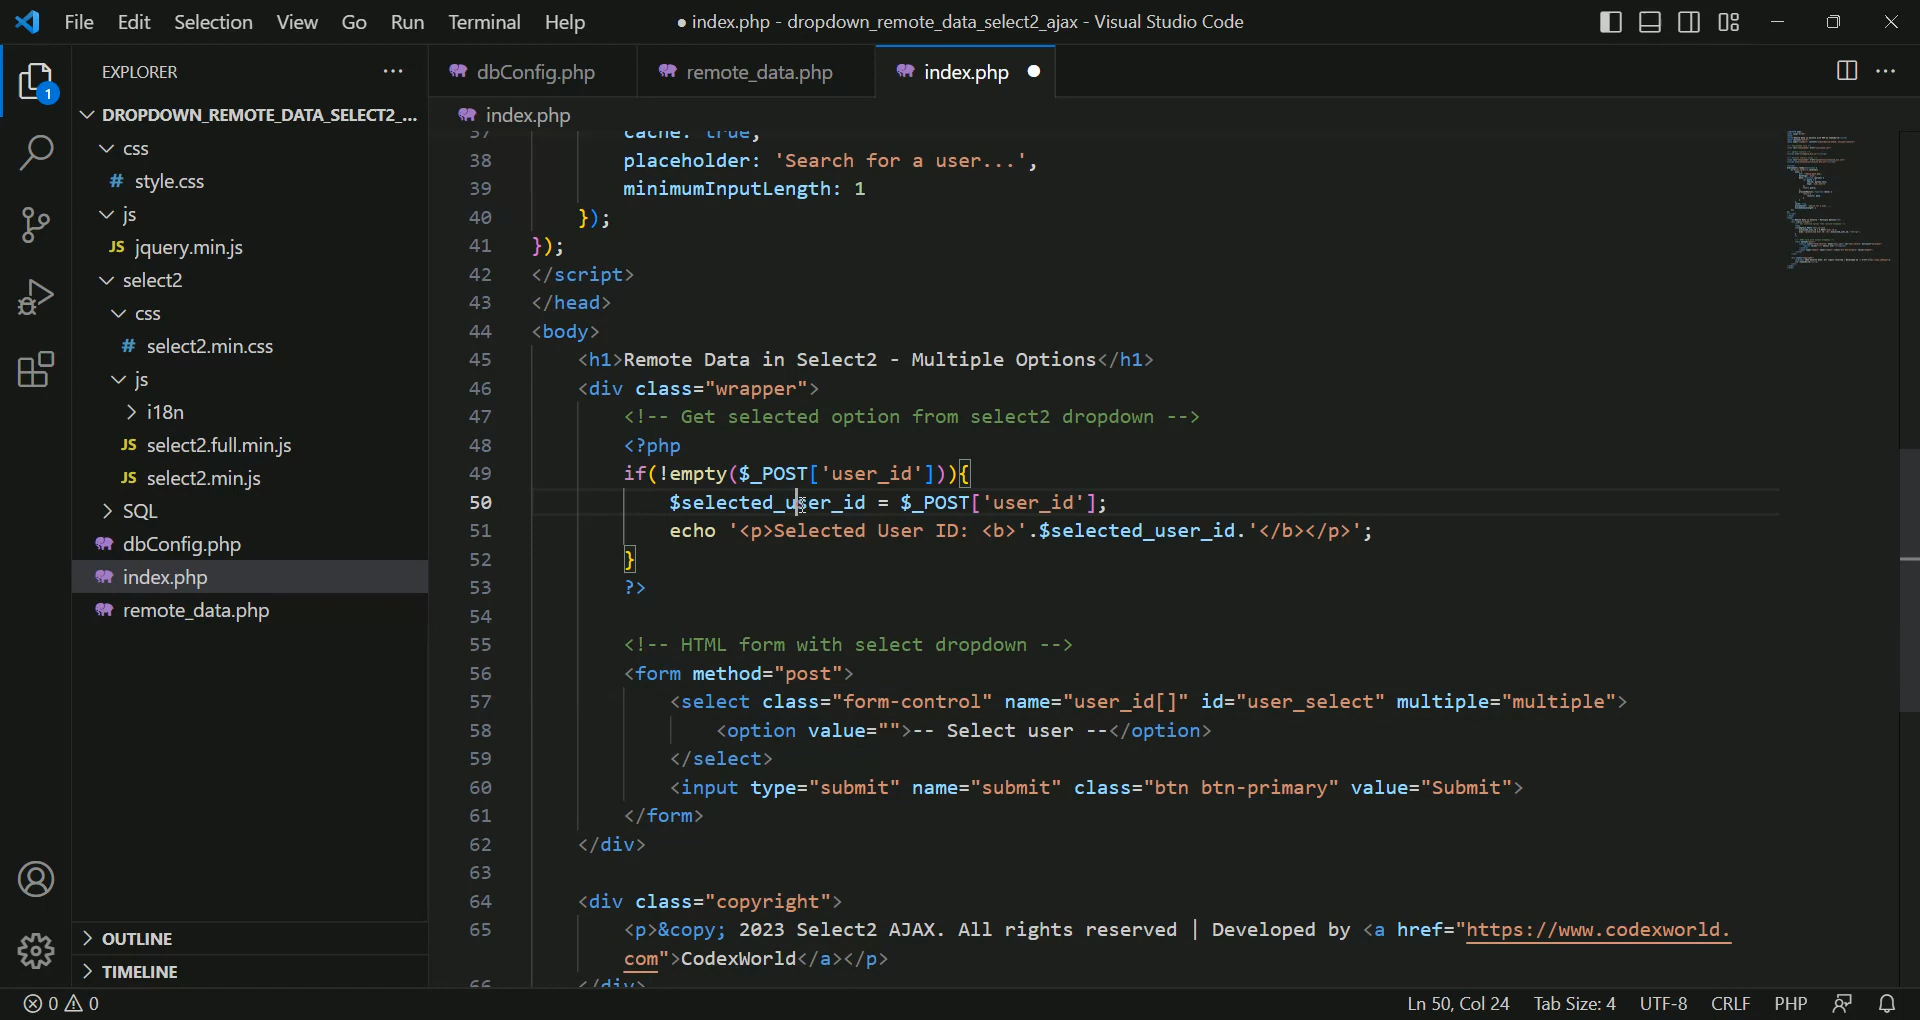 File Edit Selection View Go Run Terminal Help
● index.php - dropdown_remote_data_select2_ajax - Visual Studio Code
EXPLORER
1
DROPDOWN_REMOTE_DATA_SELECT2_...
css
# style.css
js
JS jquery.min.js
select2
css
# select2.min.css
js
i18n
JS select2.full.min.js
JS select2.min.js
SQL
dbConfig.php
index.php
remote_data.php
OUTLINE
TIMELINE
dbConfig.php remote_data.php index.php
index.php
37 cache: true,
38 placeholder: 'Search for a user...',
39 minimumInputLength: 1
40 });
41 });
42 </script>
43 </head>
44 <body>
45 <h1>Remote Data in Select2 - Multiple Options</h1>
46 <div class="wrapper">
47 <!-- Get selected option from select2 dropdown -->
48 <?php
49 if(!empty($_POST['user_id'])){
50 $selected_user_id = $_POST['user_id'];
51 echo '<p>Selected User ID: <b>'.$selected_user_id.'</b></p>';
52 }
53 ?>
54
55 <!-- HTML form with select dropdown -->
56 <form method="post">
57 <select class="form-control" name="user_id[]" id="user_select" multiple="multiple">
58 <option value="">-- Select user --</option>
59 </select>
60 <input type="submit" name="submit" class="btn btn-primary" value="Submit">
61 </form>
62 </div>
63
64 <div class="copyright">
65 <p>&copy; 2023 Select2 AJAX. All rights reserved | Developed by <a href="https://www.codexworld.
com">CodexWorld</a></p>
66 </div>
0 0
Ln 50, Col 24 Tab Size: 4 UTF-8 CRLF PHP